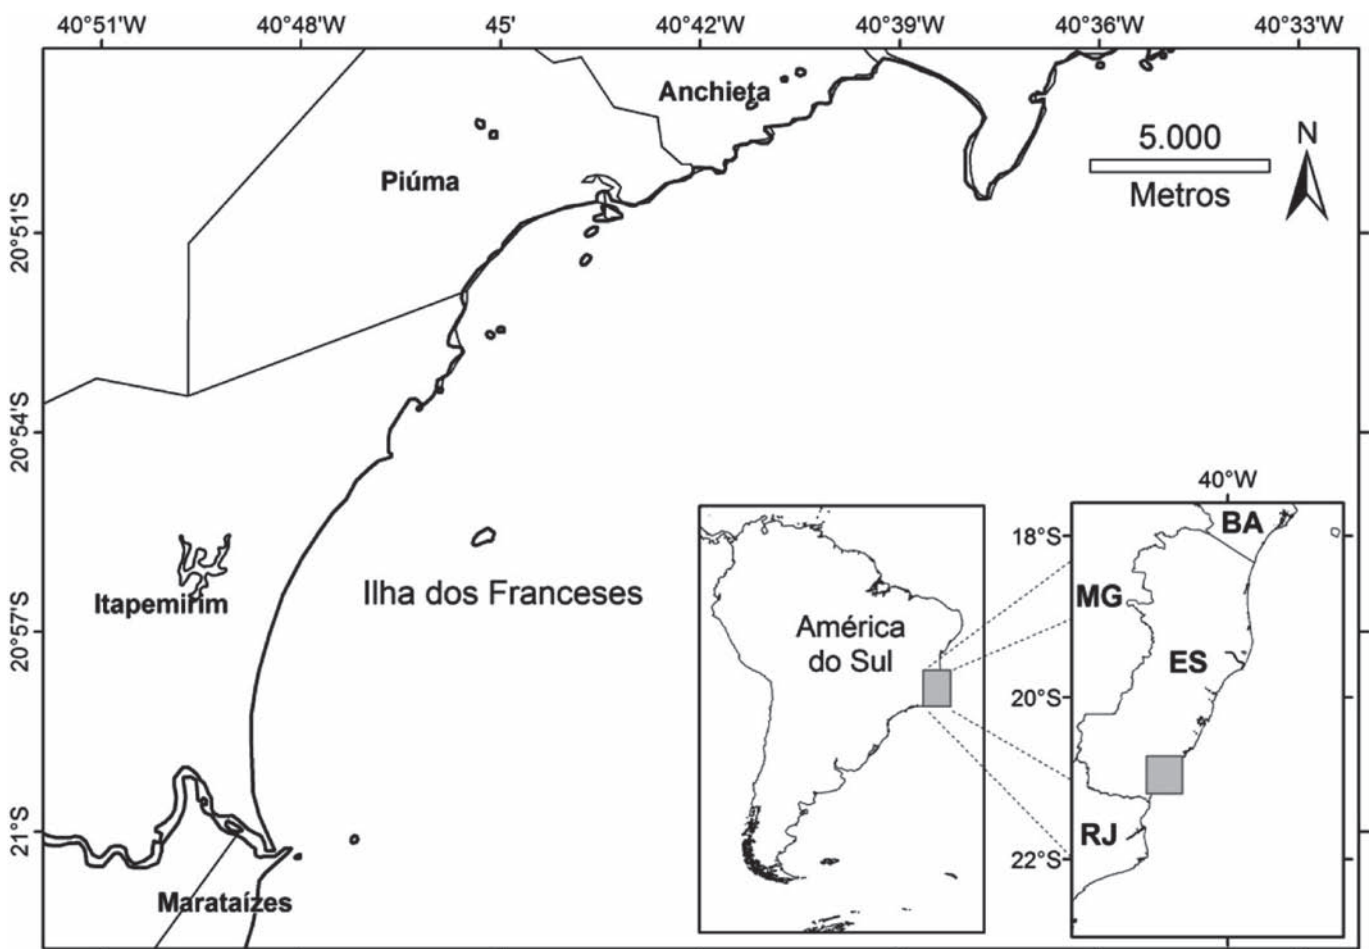 40°51'W
40°48'W
45'
40°42'W
40°39'W
40°36'W
40°33'W
Anchieta
5.000
Metros
N
Piúma
20°51'S
20°54'S
20°57'S
21°S
Itapemirim
Ilha dos Franceses
Marataízes
América
do Sul
40°W
18°S
20°S
22°S
BA
MG
ES
RJ